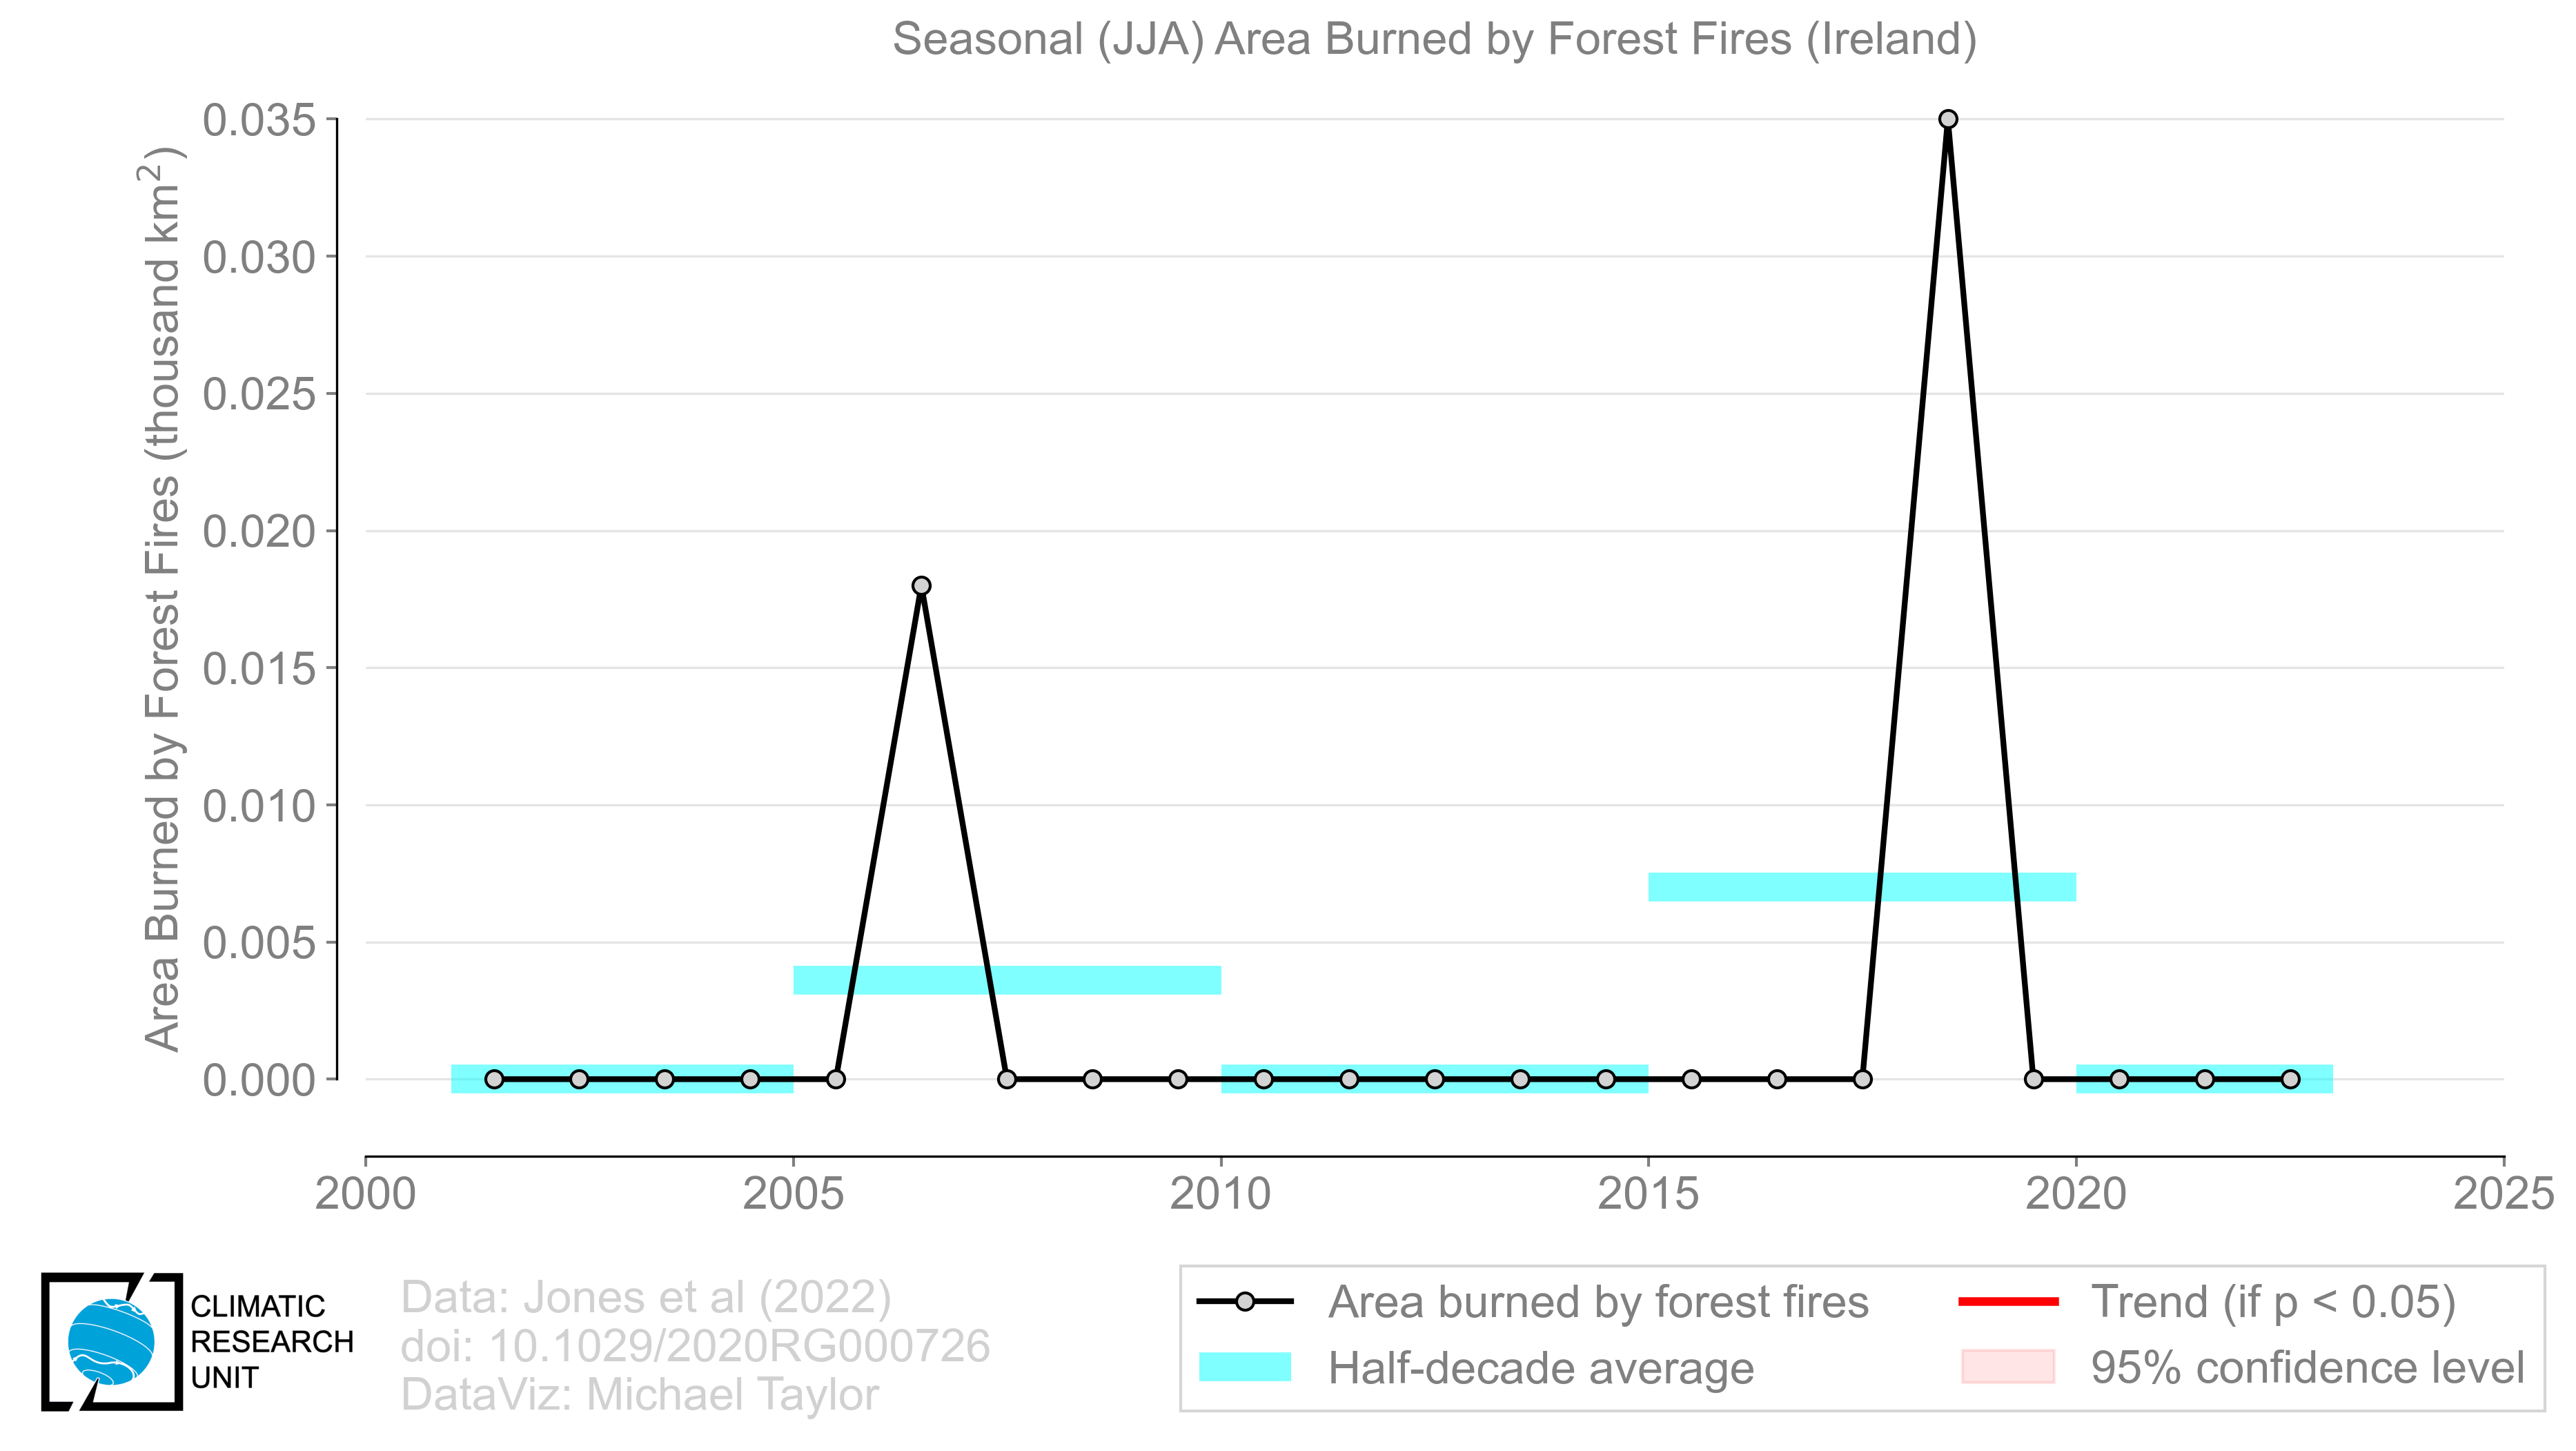 Seasonal (JJA) Area Burned by Forest Fires (Ireland)
Area Burned by Forest Fires (thousand km²)
0.035
0.030
0.025
0.020
0.015
0.010
0.005
0.000
2000 2005 2010 2015 2020 2025
CLIMATIC
RESEARCH
UNIT
Data: Jones et al (2022)
doi: 10.1029/2020RG000726
DataViz: Michael Taylor
Area burned by forest fires
Half-decade average
Trend (if p < 0.05)
95% confidence level